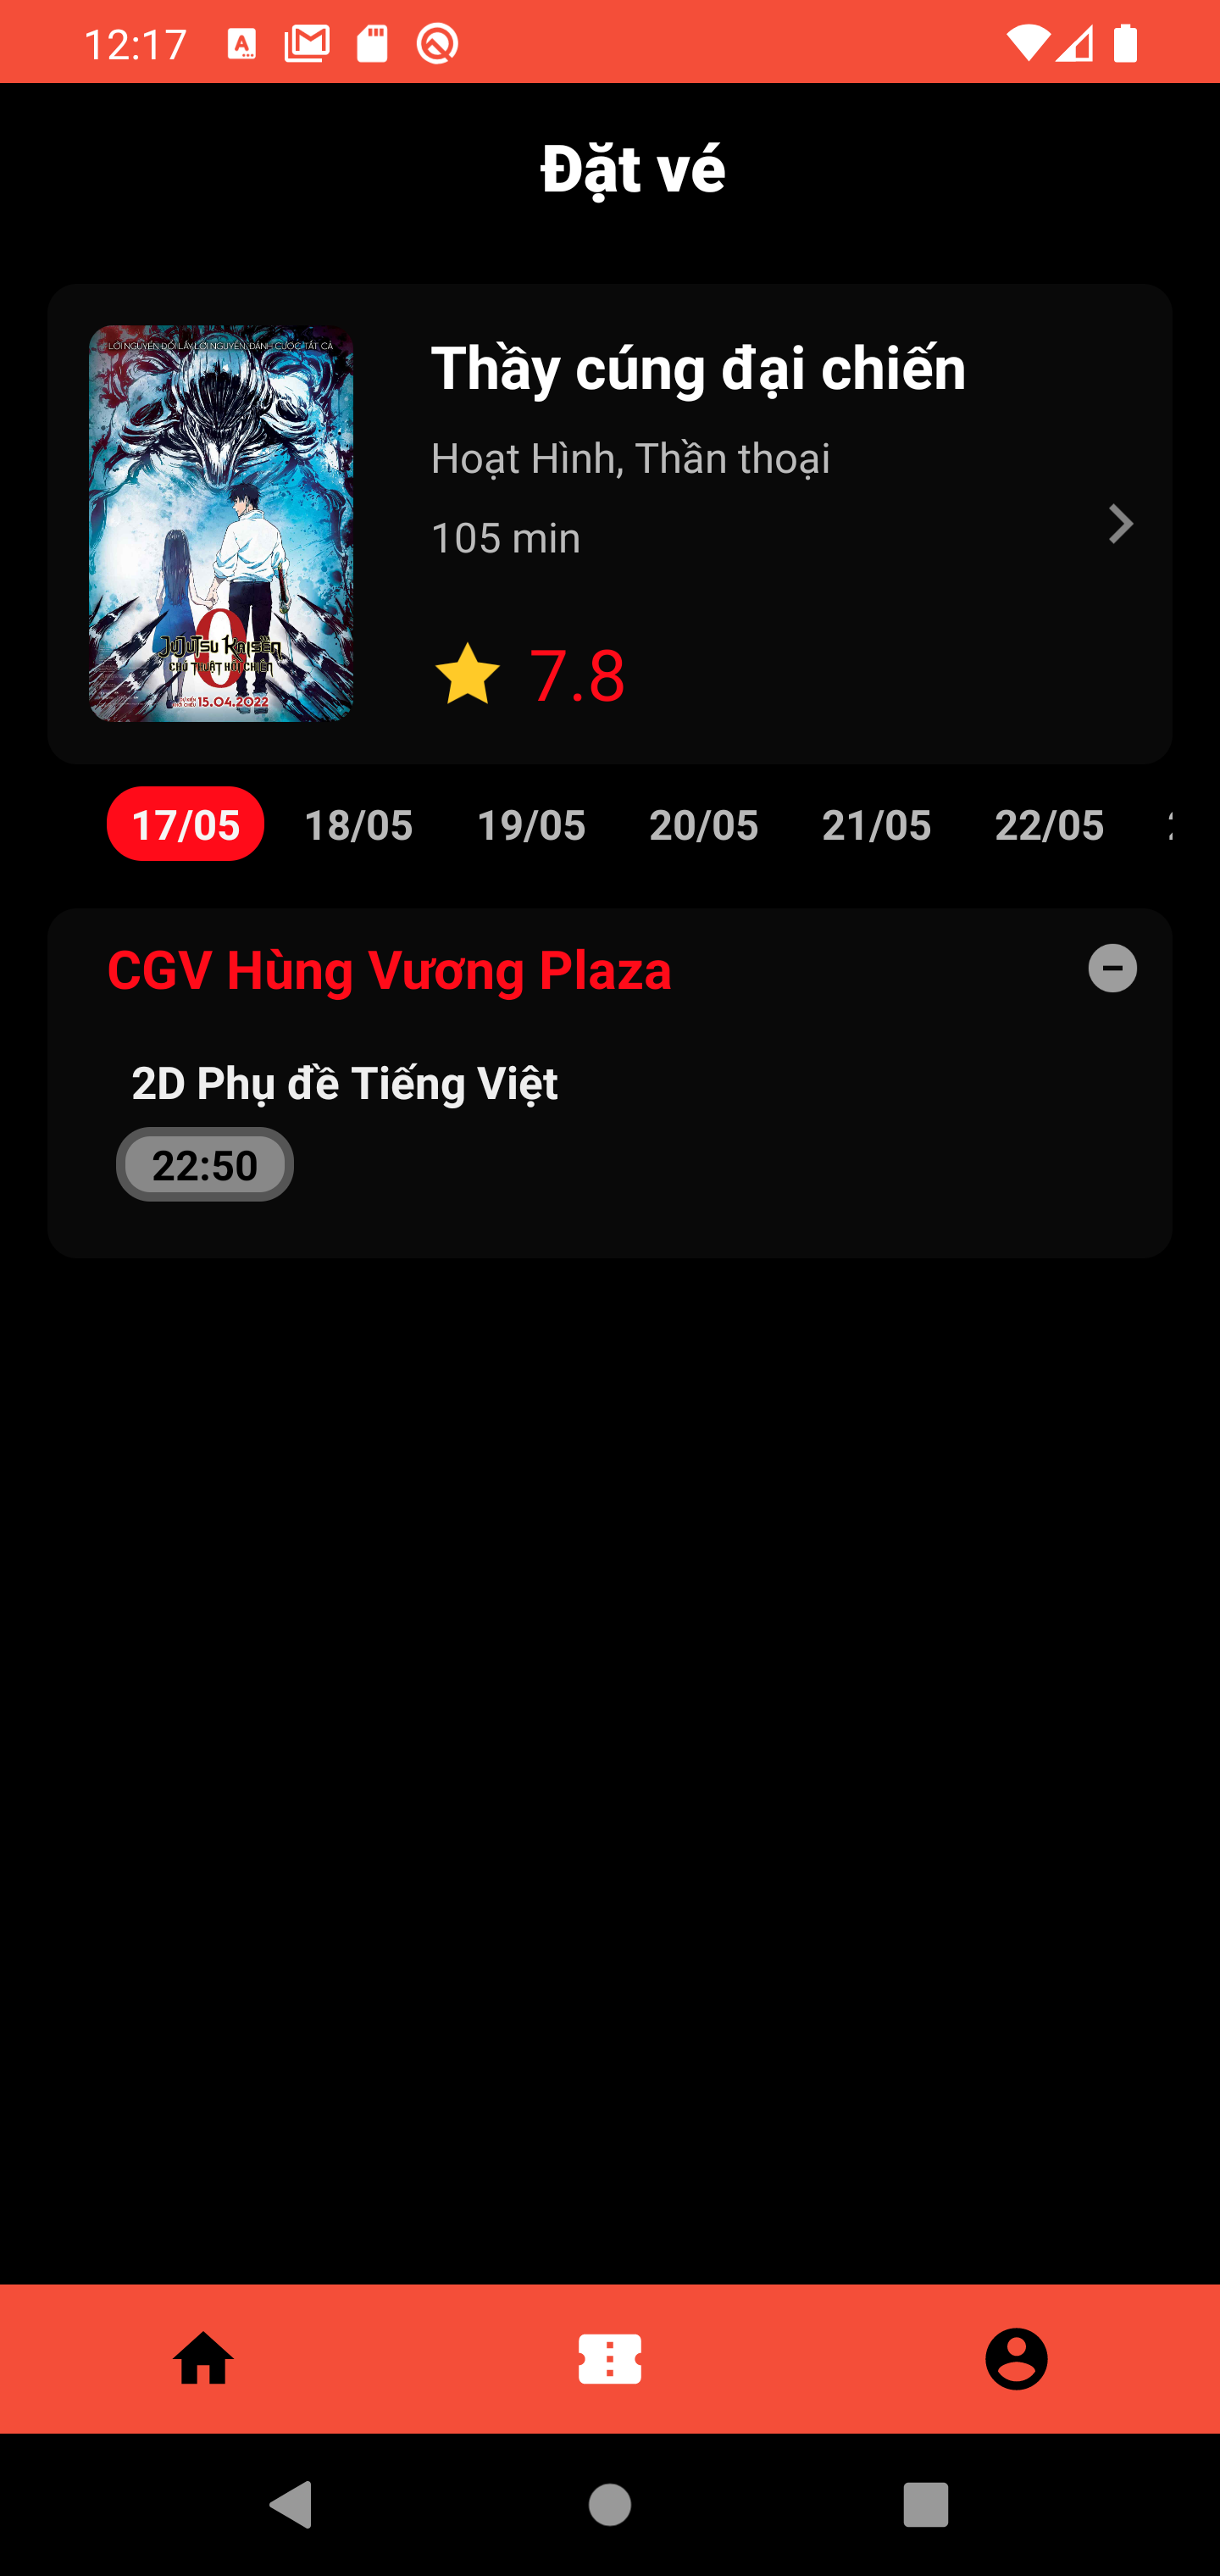 12:17
Đặt vé
LỜI NGUYỀN ĐỔI LẤY LỜI NGUYỀN, ĐÁNH CƯỢC TẤT CẢ
Thầy cúng đại chiến
Hoạt Hình, Thần thoại
105 min
0
JUJUTSU KAISEN
CHÚ THUẬT HỒI CHIẾN
15.04.2022
7.8
17/05 18/05 19/05 20/05 21/05 22/05
CGV Hùng Vương Plaza
2D Phụ đề Tiếng Việt
22:50